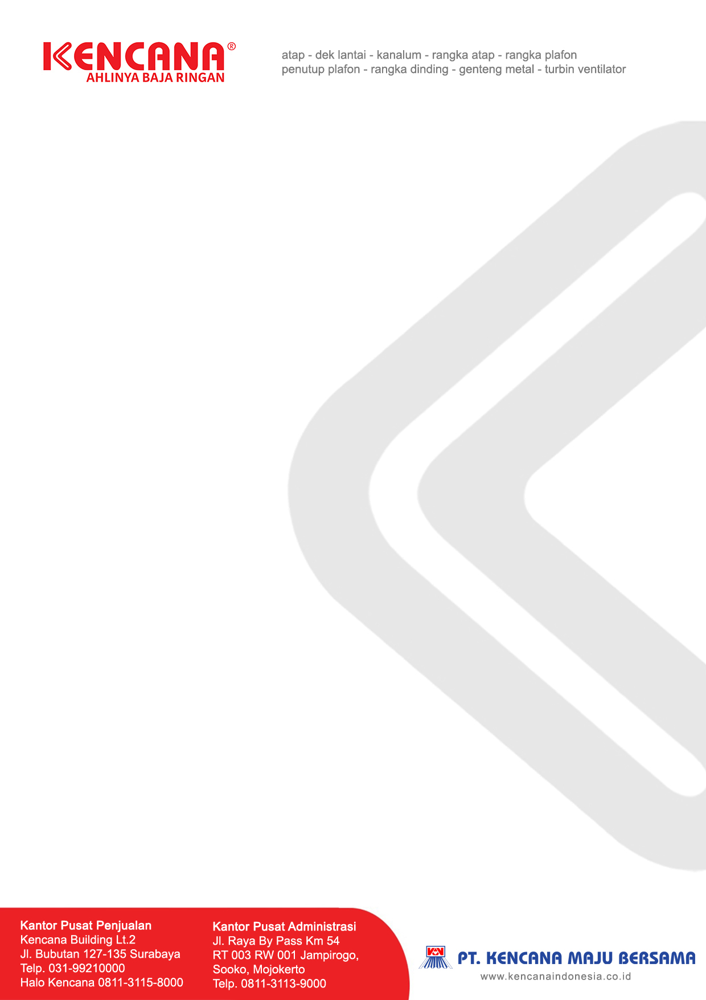 KENCANA®
AHLINYA BAJA RINGAN
atap - dek lantai - kanalum - rangka atap - rangka plafon
penutup plafon - rangka dinding - genteng metal - turbin ventilator
Kantor Pusat Penjualan
Kencana Building Lt.2
Jl. Bubutan 127-135 Surabaya
Telp. 031-99210000
Halo Kencana 0811-3115-8000
Kantor Pusat Administrasi
Jl. Raya By Pass Km 54
RT 003 RW 001 Jampirogo,
Sooko, Mojokerto
Telp. 0811-3113-9000
PT. KENCANA MAJU BERSAMA
www.kencanaindonesia.co.id